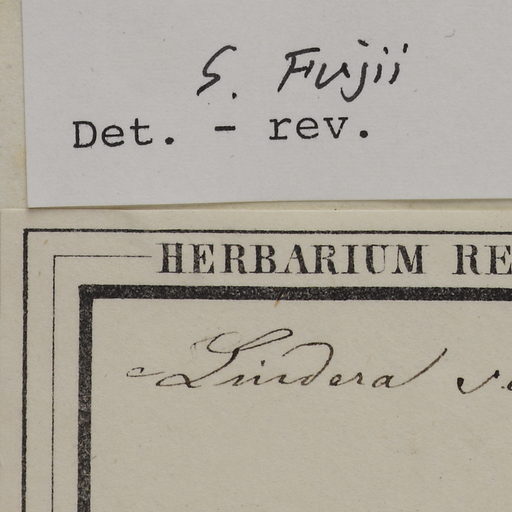 S. Fujii
Det. - rev.
HERBARIUM RE
Lindera